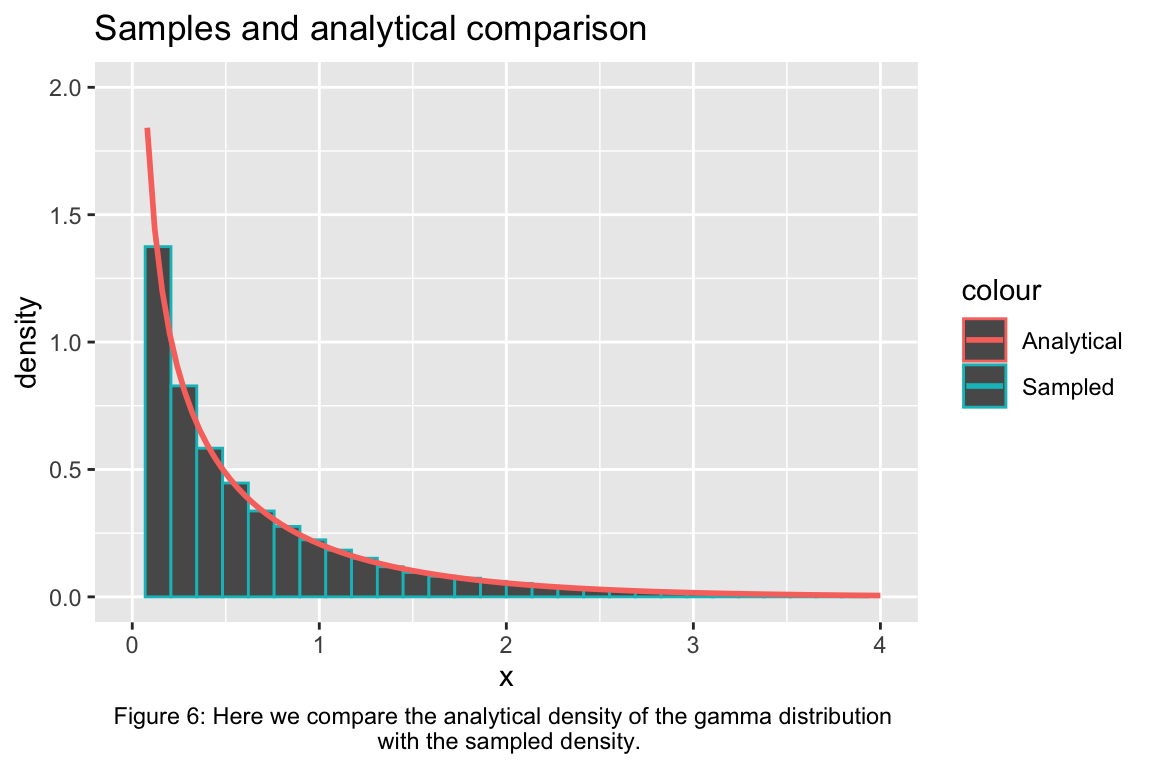 Samples and analytical comparison
2.0
1.5
1.0
0.5
0.0
density
0
1
2
3
4
x
colour
Analytical
Sampled
Figure 6: Here we compare the analytical density of the gamma distribution
with the sampled density.